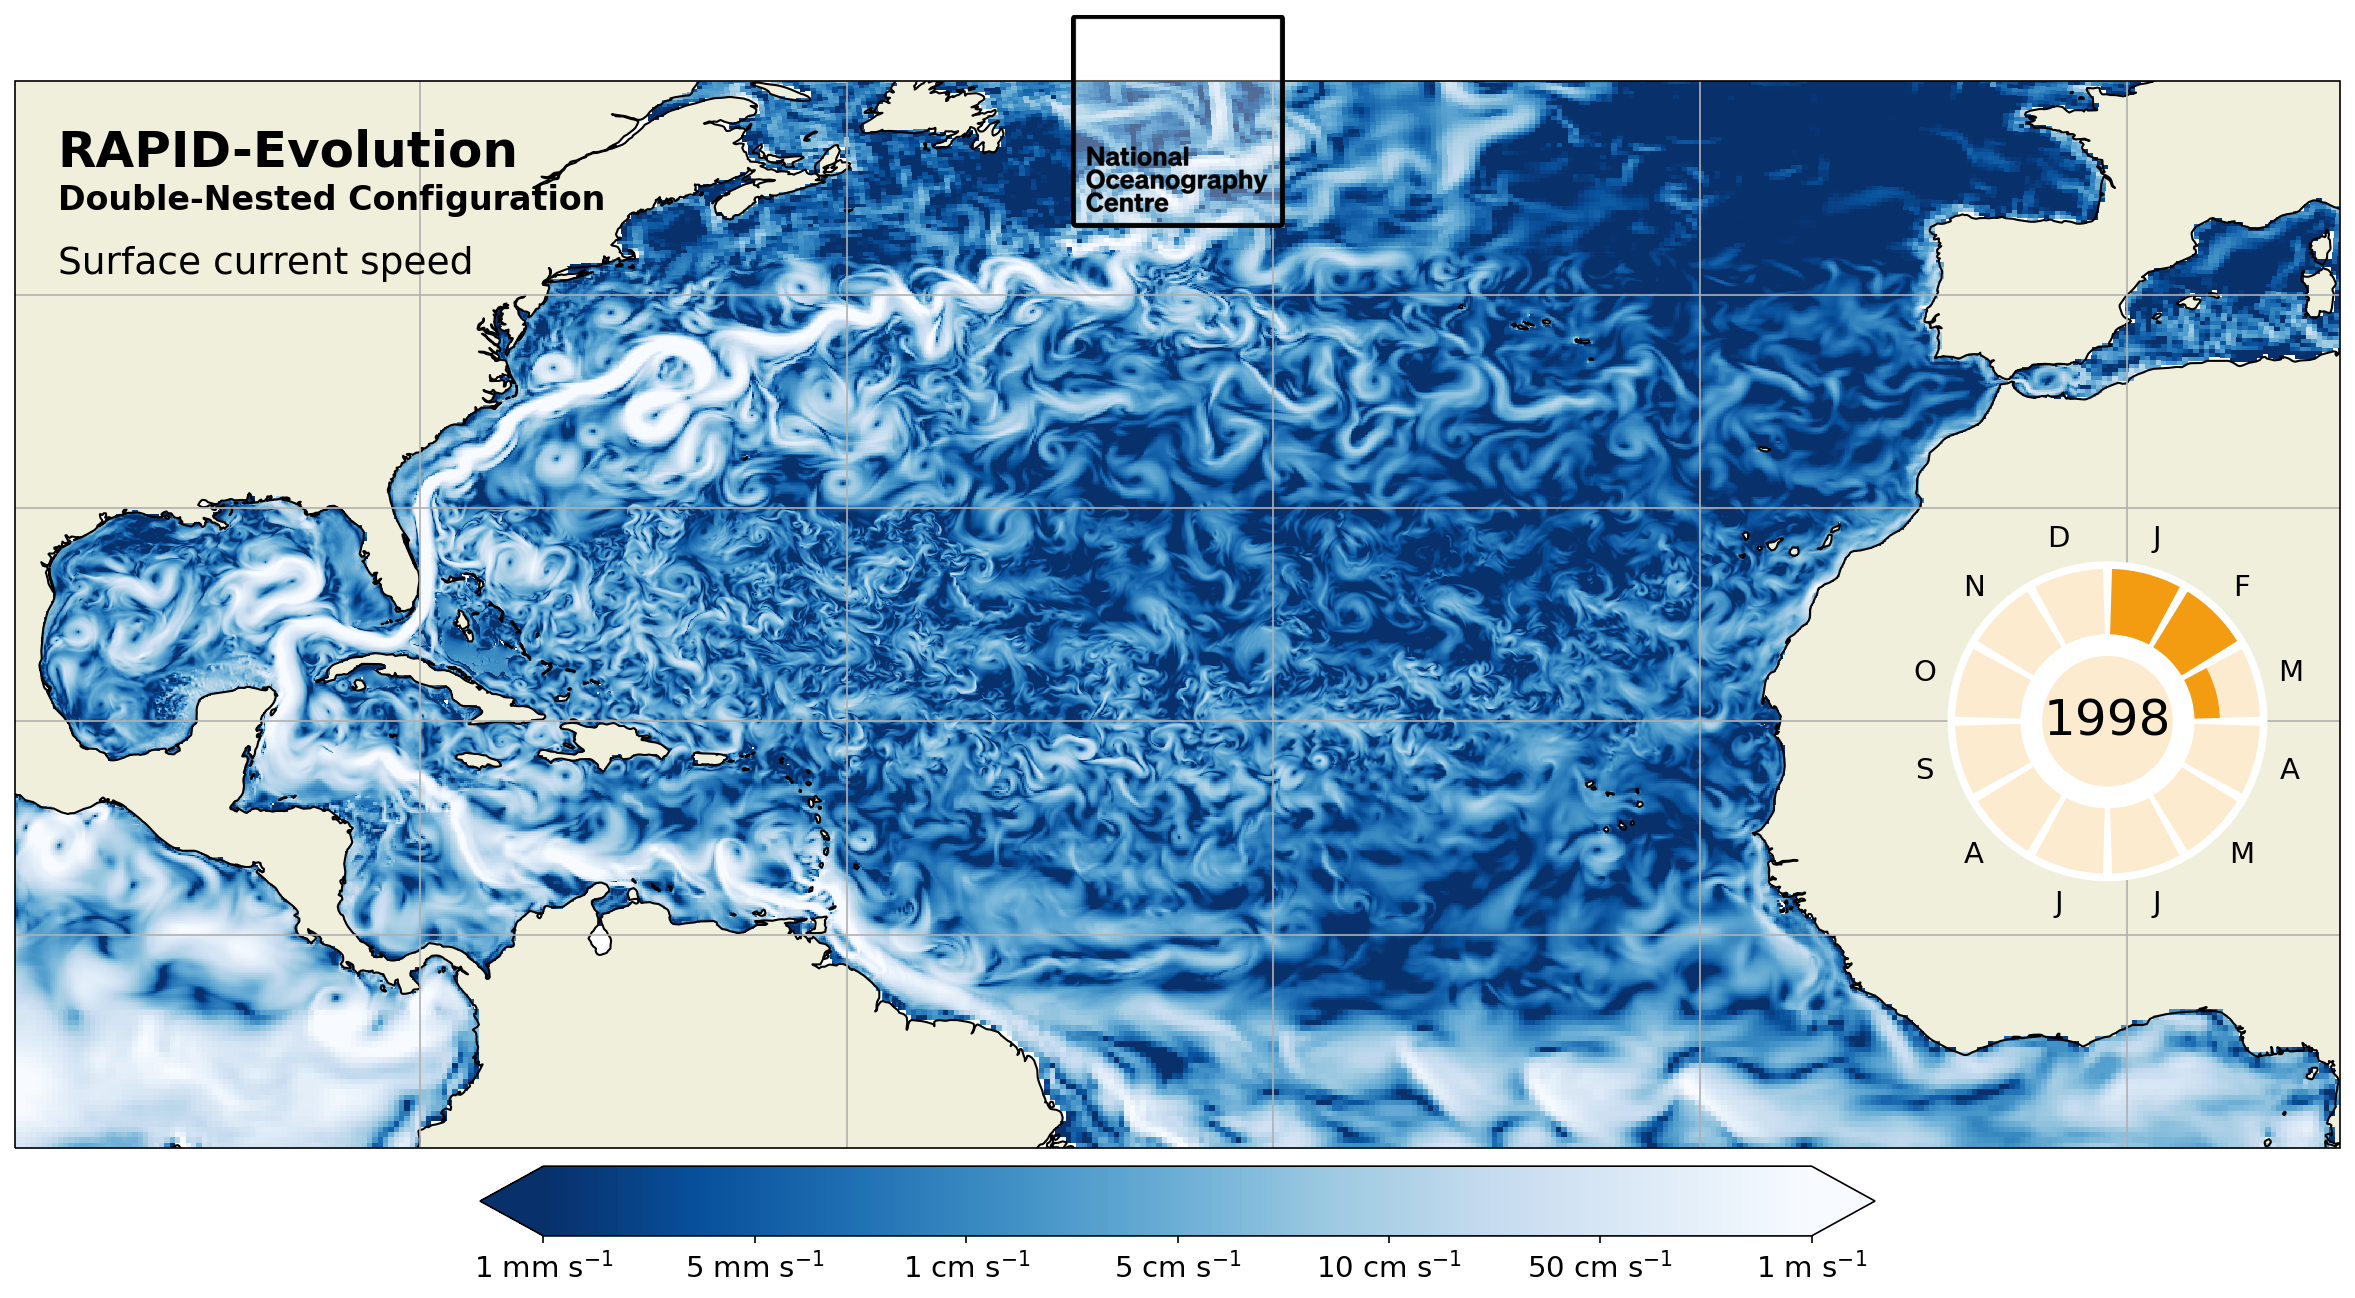 National
Oceanography
Centre
RAPID-Evolution
Double-Nested Configuration
Surface current speed
D J
N F
O M
1998
S A
A M
J J
1 mm s⁻¹ 5 mm s⁻¹ 1 cm s⁻¹ 5 cm s⁻¹ 10 cm s⁻¹ 50 cm s⁻¹ 1 m s⁻¹